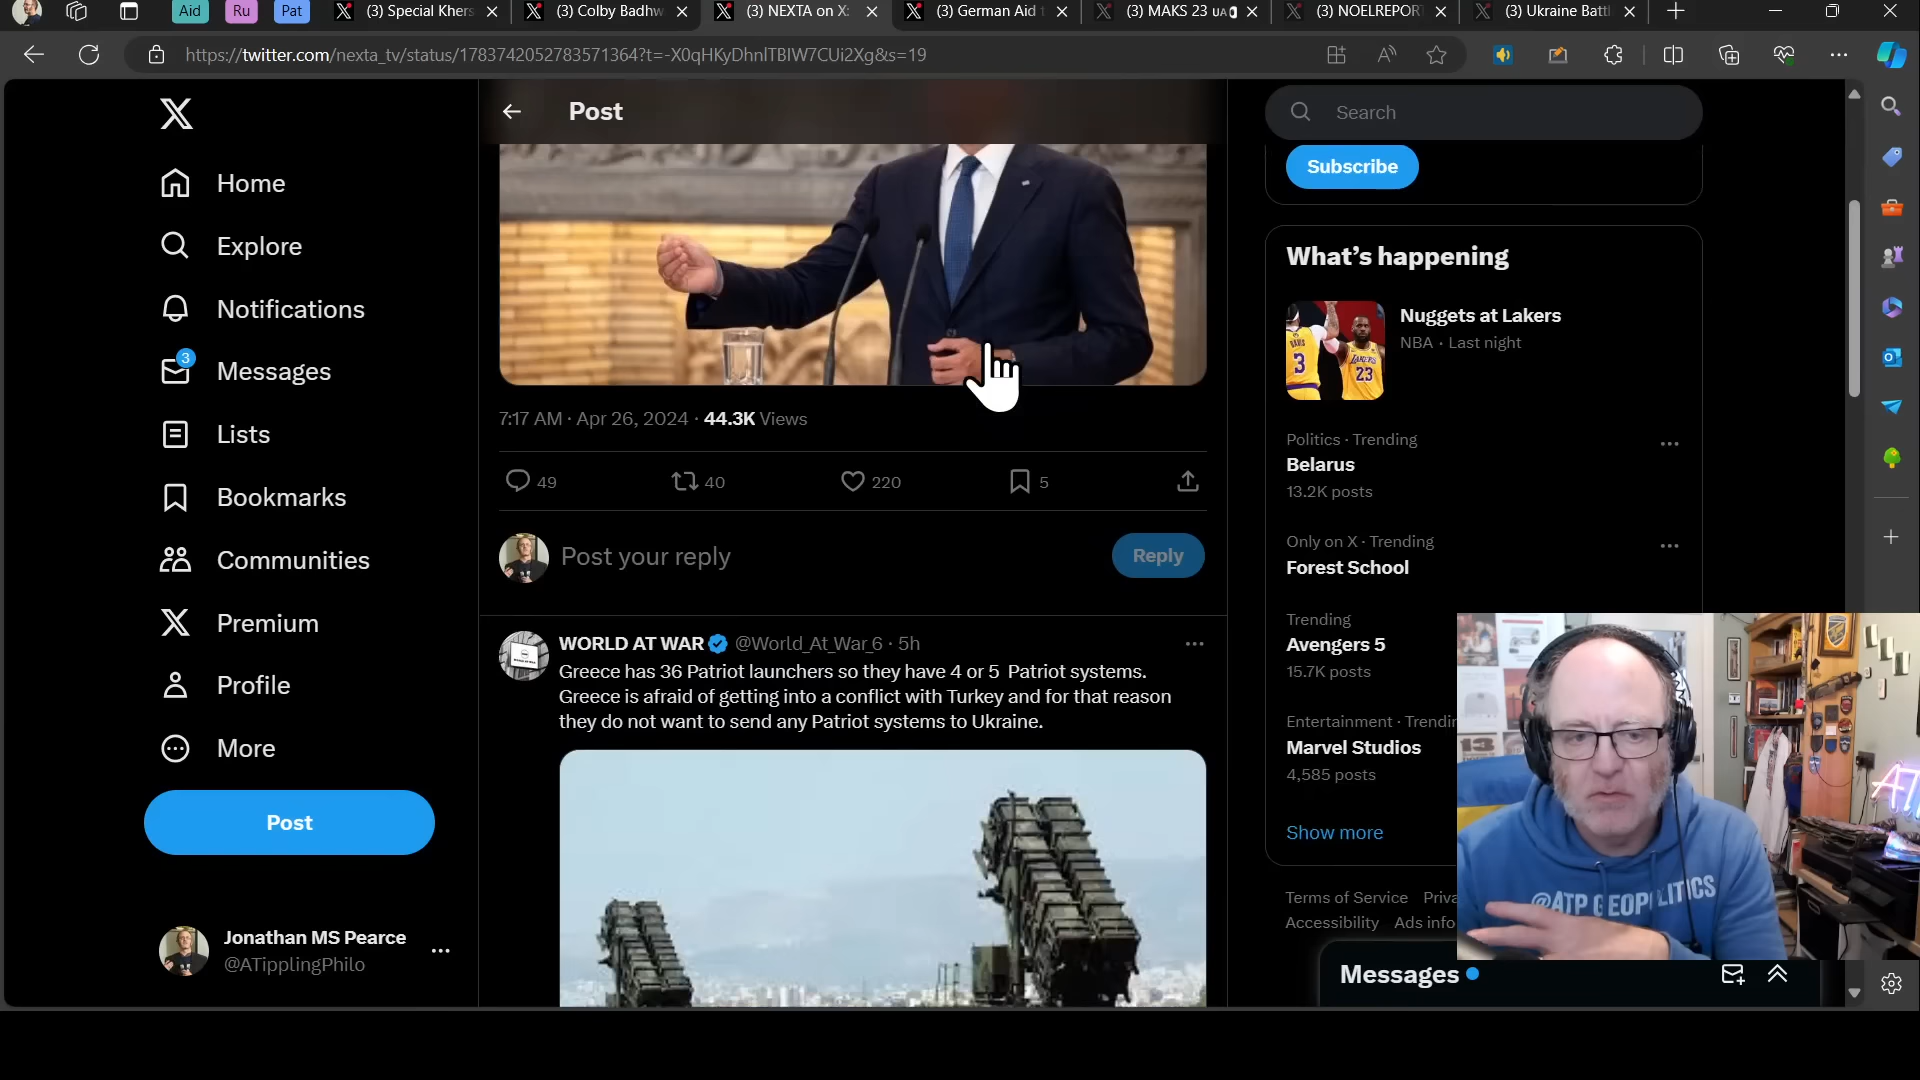 Aid
Ru
Pat
(3) Special Khers
(3) Colby Badhw
(3) NEXTA on X:
(3) German Aid t
(3) MAKS 23 UA
(3) NOELREPOR
(3) Ukraine Battl
https://twitter.com/nexta_tv/status/1783742052783571364?t=-X0qHKyDhnlTBIW7CUi2Xg&s=19
Post
Search
Home
Explore
Notifications
3
Messages
Lists
Bookmarks
Communities
Premium
Profile
More
Post
Jonathan MS Pearce
@ATipplingPhilo
7:17 AM · Apr 26, 2024 · 44.3K Views
49
40
220
5
Post your reply
Reply
WORLD AT WAR @World_At_War_6 · 5h
Greece has 36 Patriot launchers so they have 4 or 5 Patriot systems.
Greece is afraid of getting into a conflict with Turkey and for that reason
they do not want to send any Patriot systems to Ukraine.
Subscribe
What's happening
Nuggets at Lakers
NBA · Last night
Politics · Trending
Belarus
13.2K posts
Only on X · Trending
Forest School
Trending
Avengers 5
15.7K posts
Entertainment · Trendin
Marvel Studios
4,585 posts
Show more
Terms of Service Priva
Accessibility Ads info
Messages
@ATP GEOPOLITICS